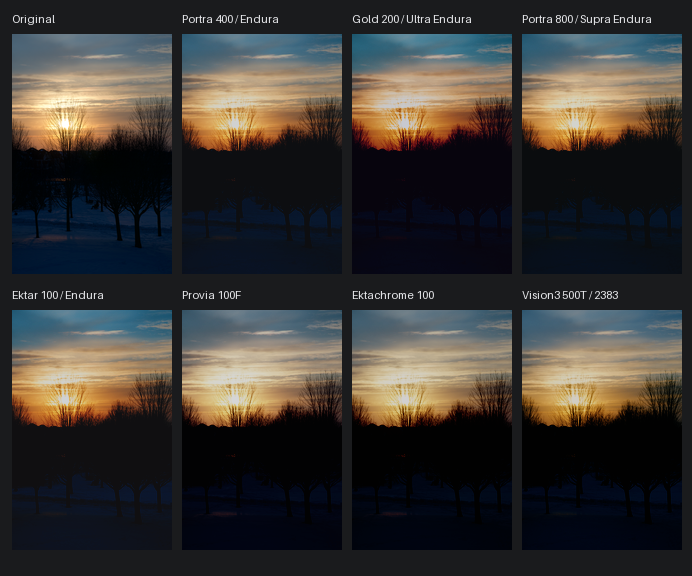 Original
Portra 400 / Endura
Gold 200 / Ultra Endura
Portra 800 / Supra Endura
Ektar 100 / Endura
Provia 100F
Ektachrome 100
Vision3 500T / 2383